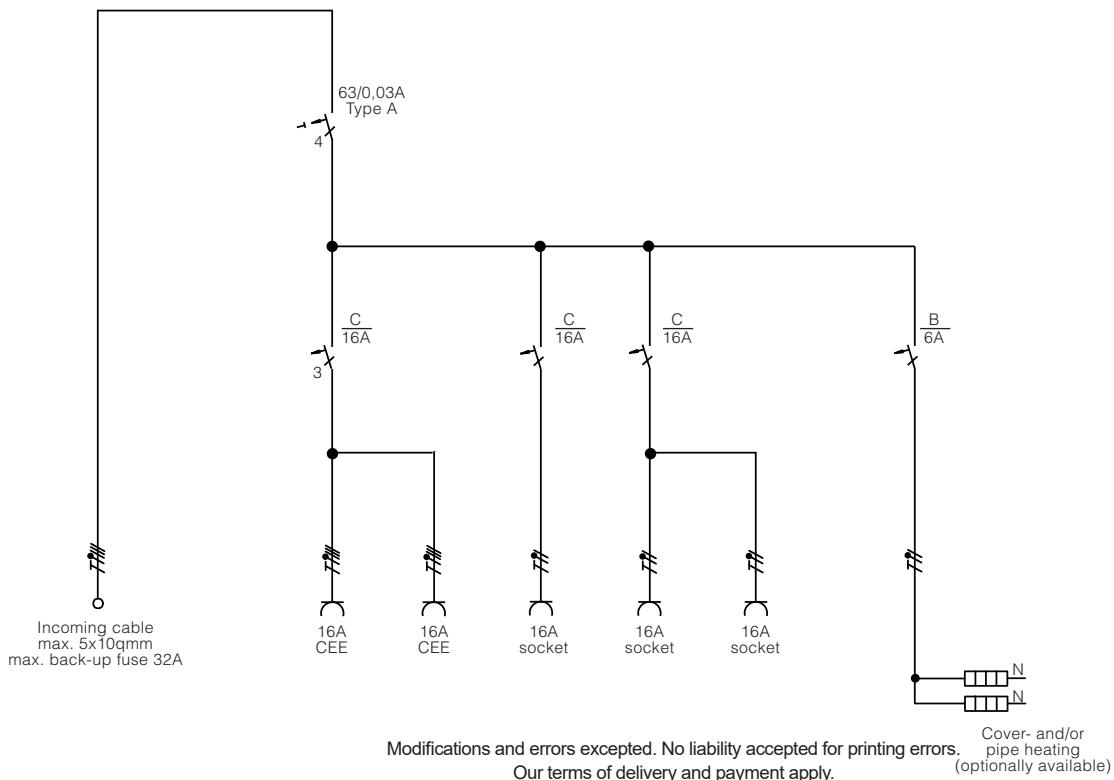 63/0,03A
Type A
4
C
16A
C
16A
C
16A
B
6A
3
Incoming cable
max. 5x10qmm
max. back-up fuse 32A
16A
CEE
16A
CEE
16A
socket
16A
socket
16A
socket
N
N
Cover- and/or
pipe heating
(optionally available)
Modifications and errors excepted. No liability accepted for printing errors.
Our terms of delivery and payment apply.